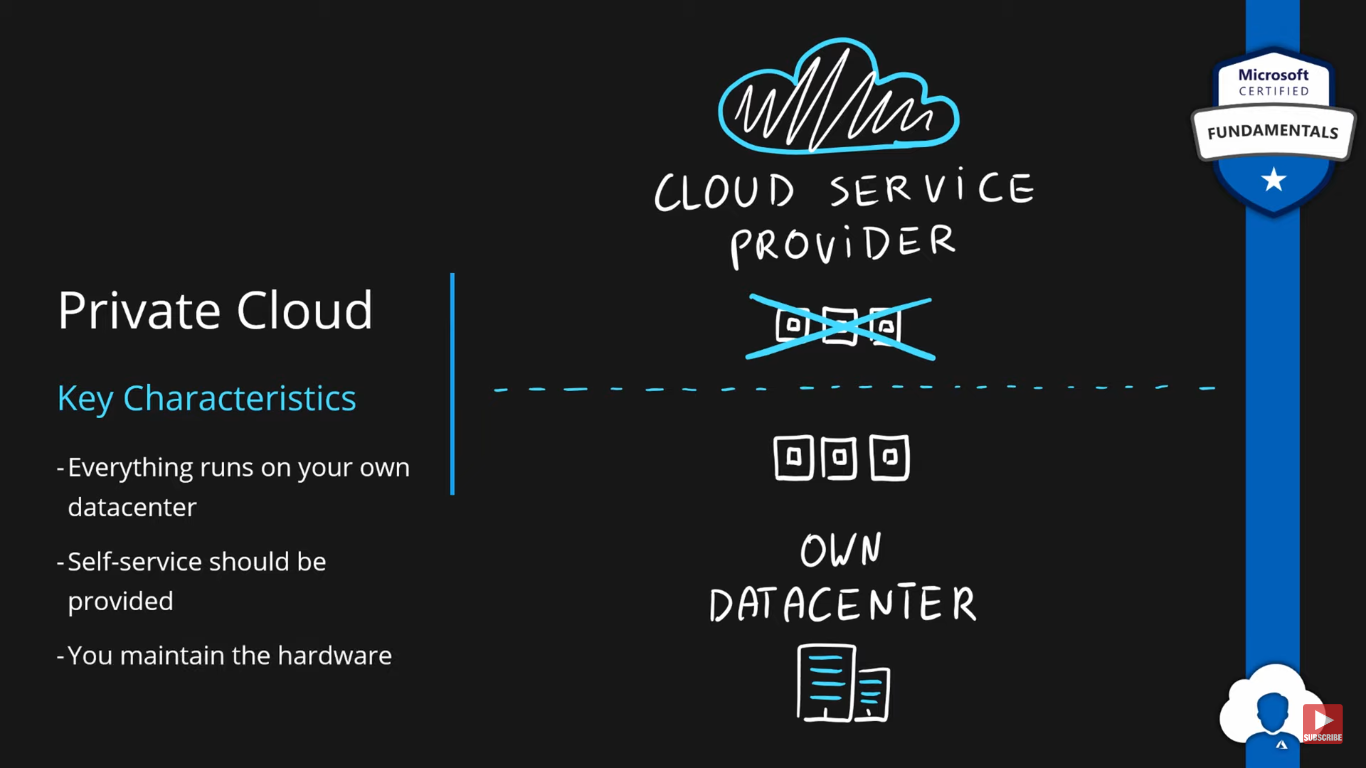 CLOUD SERVICE
PROVIDER
Microsoft
CERTIFIED
FUNDAMENTALS
Private Cloud
Key Characteristics
-Everything runs on your own
datacenter
-Self-service should be
provided
-You maintain the hardware
OWN
DATACENTER
SUBSCRIBE